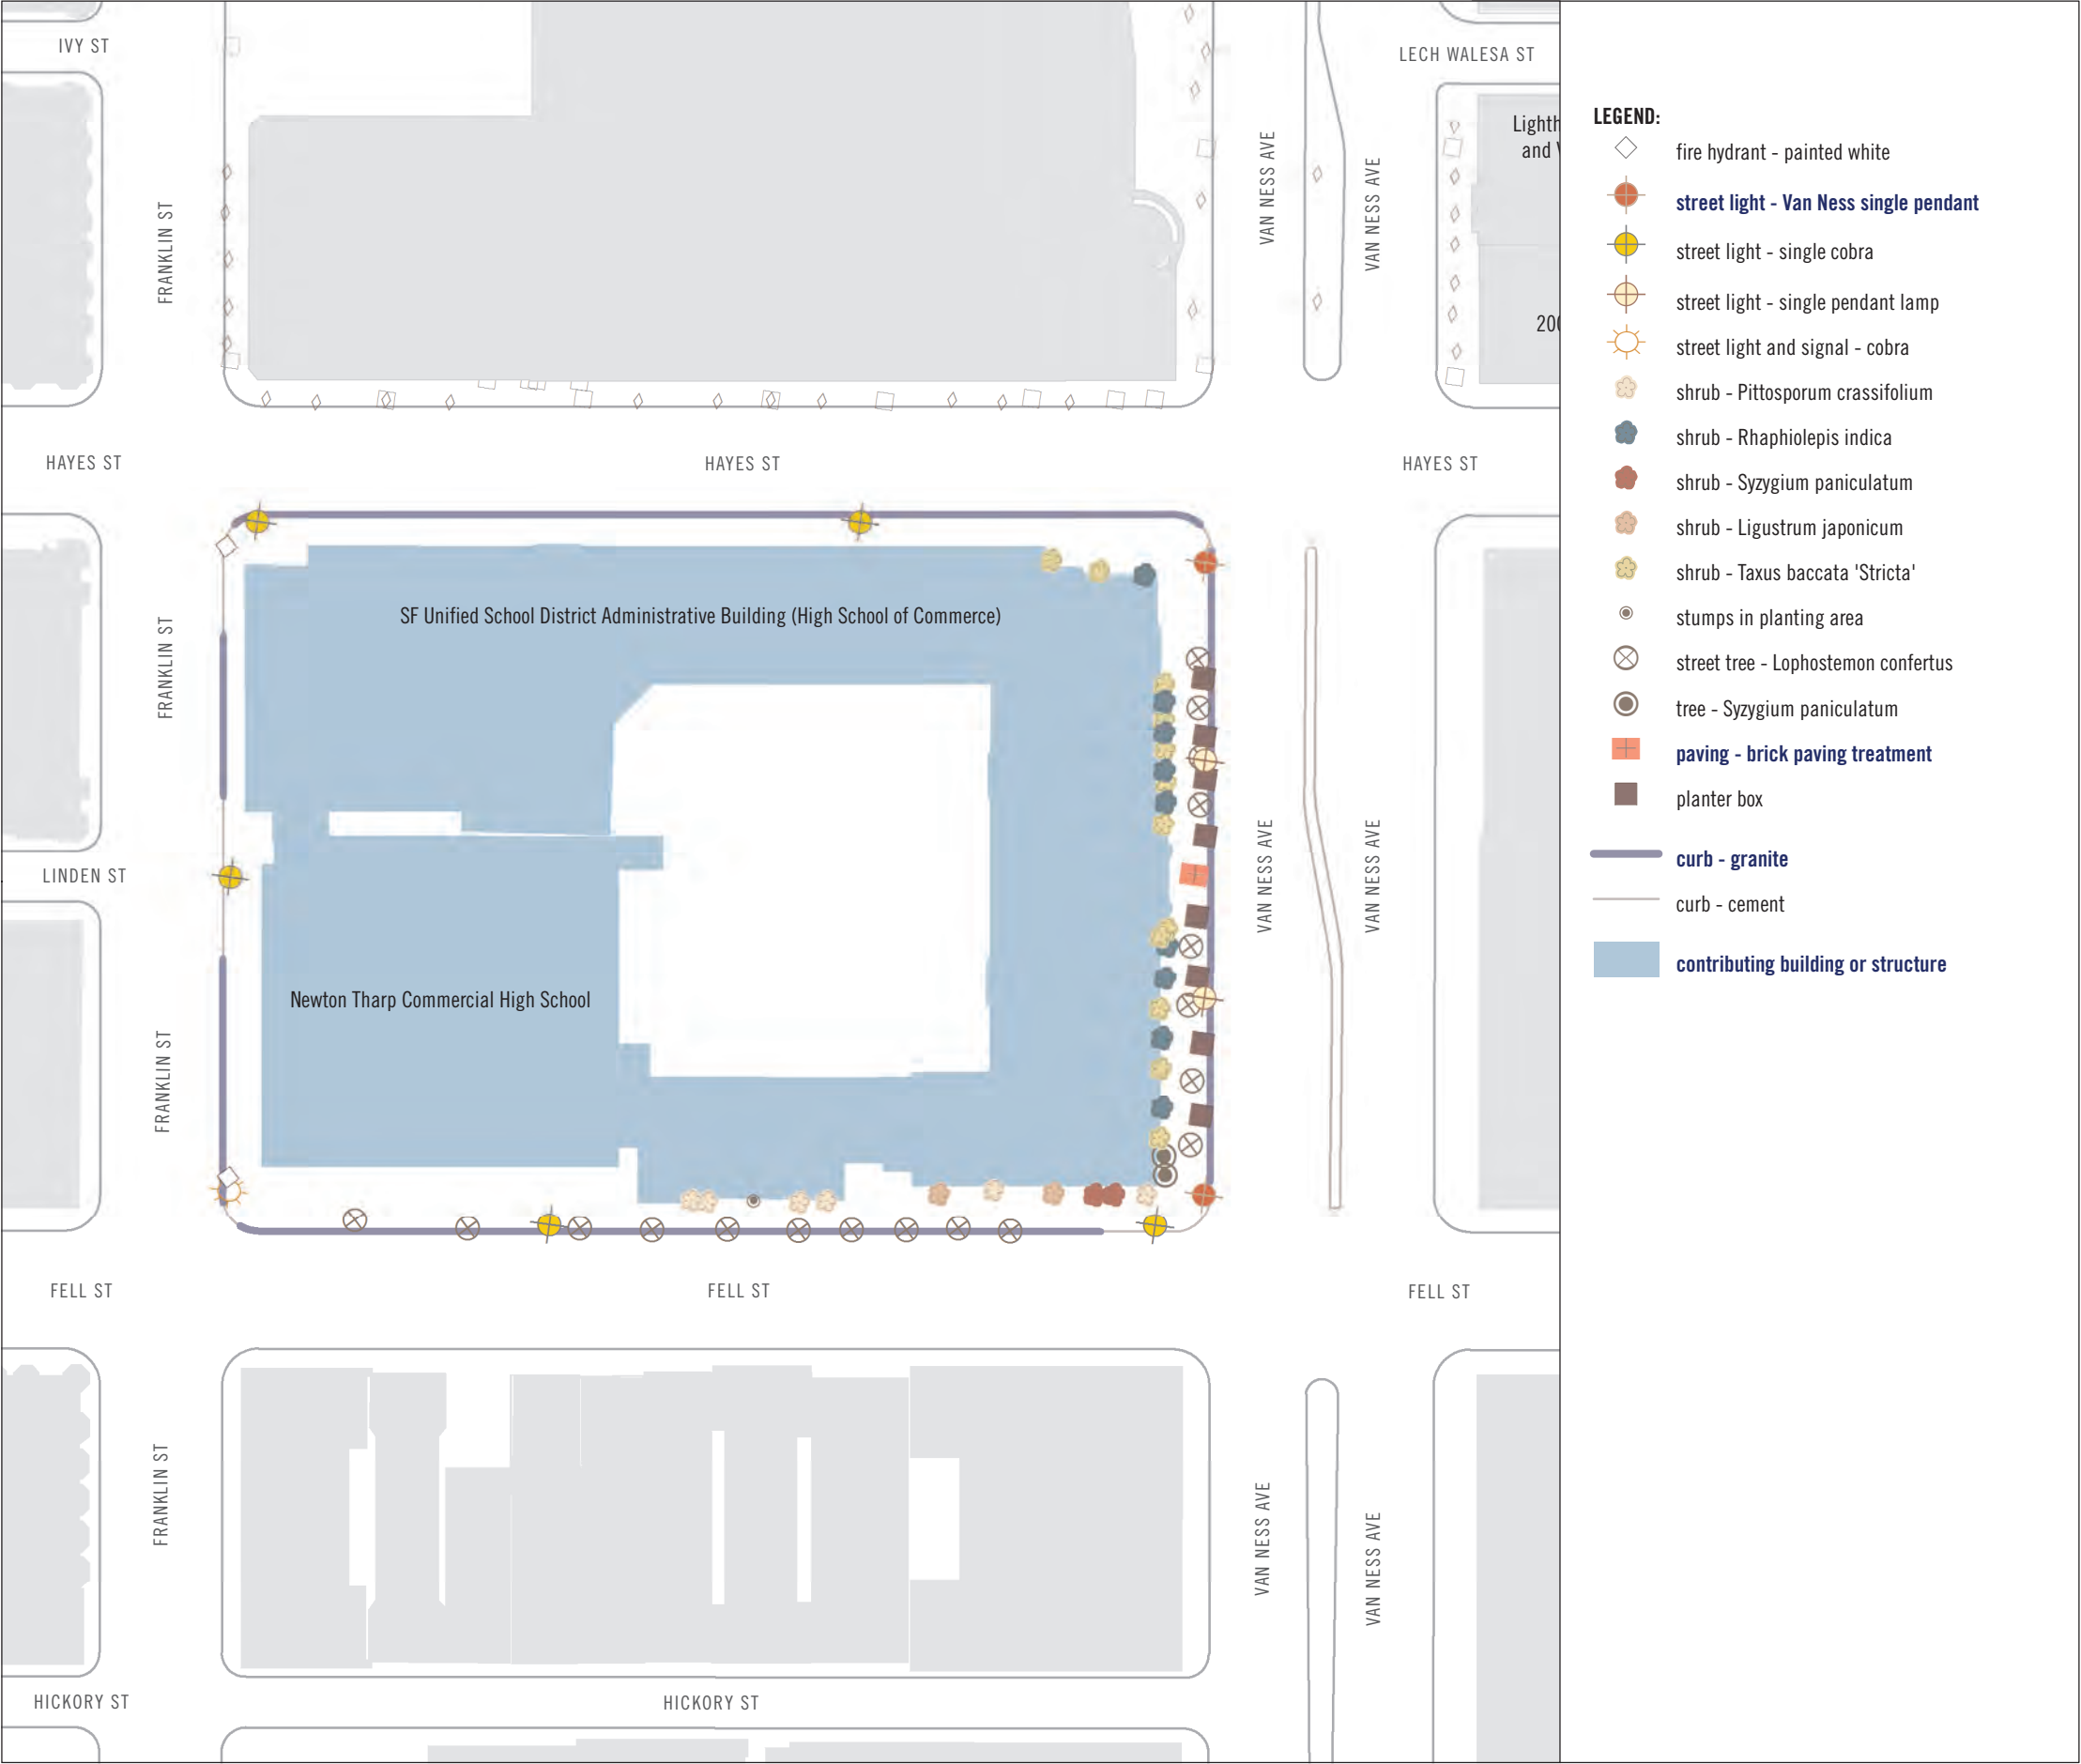 IVY ST
LECH WALESA ST
FRANKLIN ST
VAN NESS AVE
VAN NESS AVE
Lighth
and
200
HAYES ST
HAYES ST
HAYES ST
SF Unified School District Administrative Building (High School of Commerce)
FRANKLIN ST
LINDEN ST
VAN NESS AVE
VAN NESS AVE
Newton Tharp Commercial High School
FRANKLIN ST
FELL ST
FELL ST
FELL ST
FRANKLIN ST
VAN NESS AVE
VAN NESS AVE
HICKORY ST
HICKORY ST
LEGEND:
fire hydrant - painted white
street light - Van Ness single pendant
street light - single cobra
street light - single pendant lamp
street light and signal - cobra
shrub - Pittosporum crassifolium
shrub - Rhaphiolepis indica
shrub - Syzygium paniculatum
shrub - Ligustrum japonicum
shrub - Taxus baccata 'Stricta'
stumps in planting area
street tree - Lophostemon confertus
tree - Syzygium paniculatum
paving - brick paving treatment
planter box
curb - granite
curb - cement
contributing building or structure